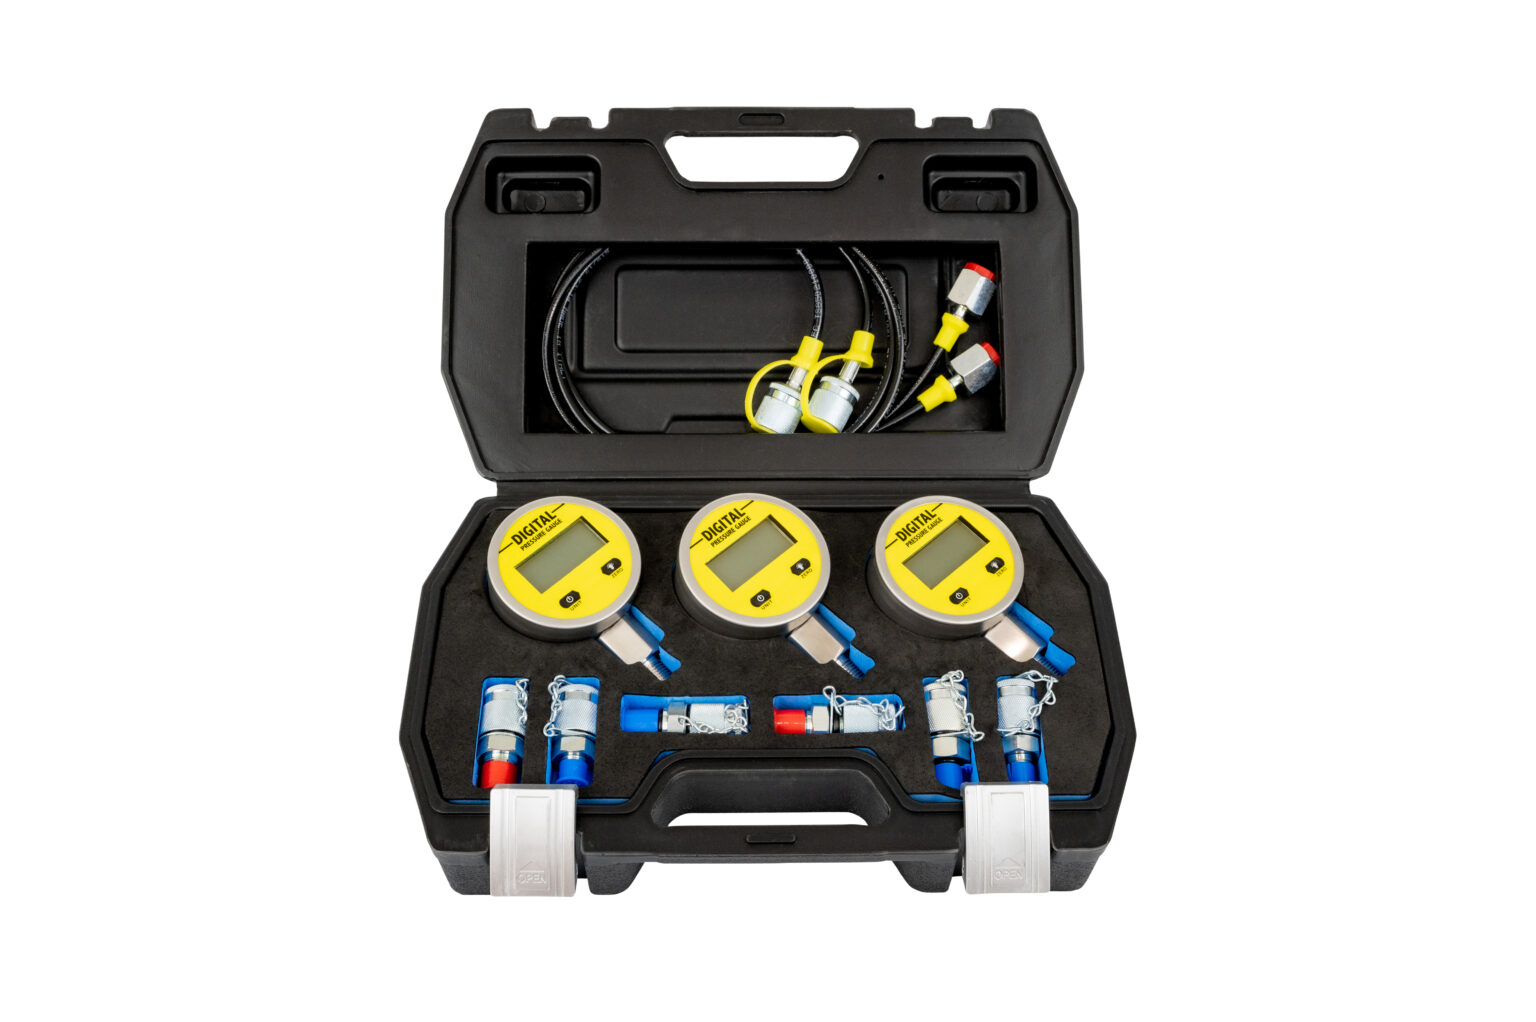 DIGITAL
PRESSURE GAUGE
ZERO
UNIT
DIGITAL
PRESSURE GAUGE
ZERO
UNIT
DIGITAL
PRESSURE GAUGE
ZERO
UNIT
OPEN
OPEN